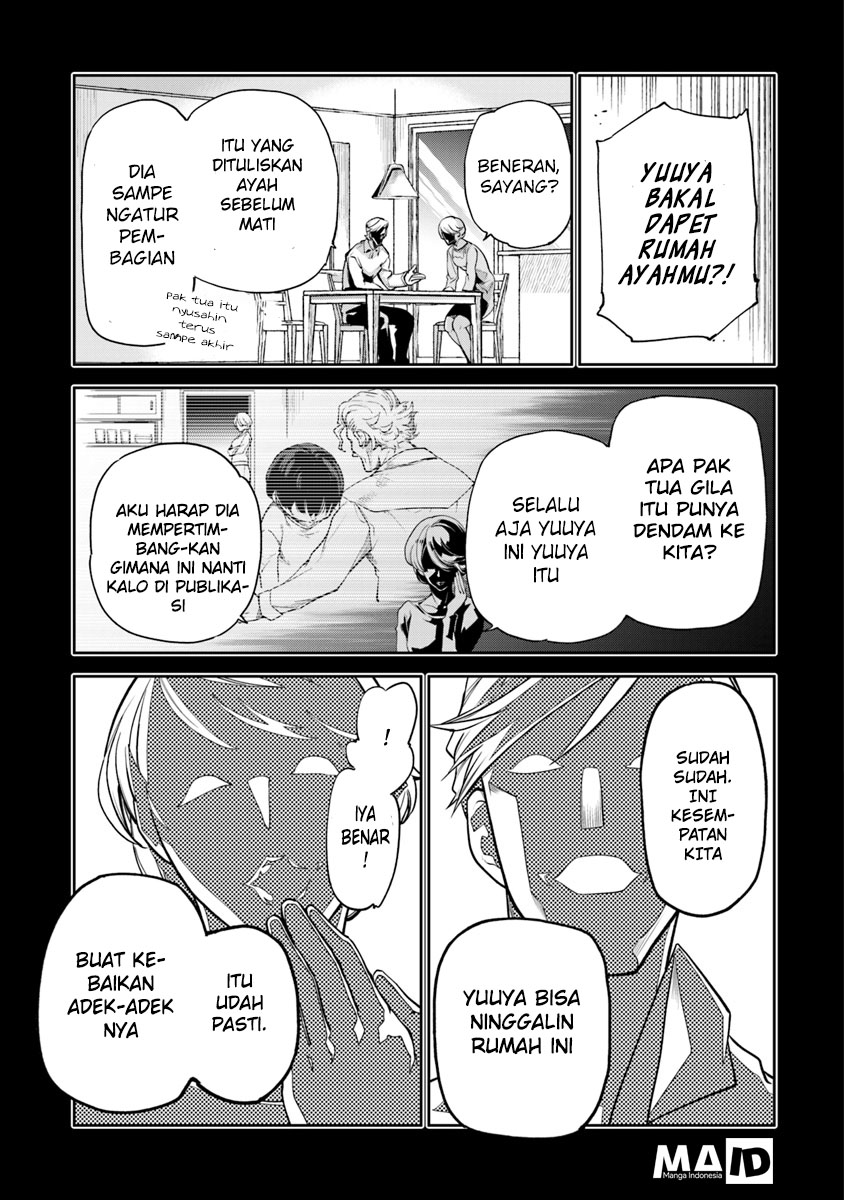 YUUYA
BAKAL
DAPET
RUMAH
AYAHMU?!
BENERAN,
SAYANG?
ITU YANG
DITULISKAN
AYAH
SEBELUM
MATI
DIA
SAMPE
NGATUR
PEM-
BAGIAN
pak tua itu
nyusahin
terus
sampe akhir
APA PAK
TUA GILA
ITU PUNYA
DENDAM KE
KITA?
SELALU
AJA YUUYA
INI YUUYA
ITU
AKU HARAP DIA
MEMPERTIM-
BANG-KAN
GIMANA INI NANTI
KALO DI PUBLIKA-
SI
SUDAH
SUDAH.
INI
KESEM-
PATAN
KITA
YUUYA BISA
NINGGALIN
RUMAH INI
!
IYA
BENAR
!
ITU
UDAH
PASTI.
BUAT KE-
BAIKAN
ADEK-ADEK
NYA
MAID
Manga Indonesia